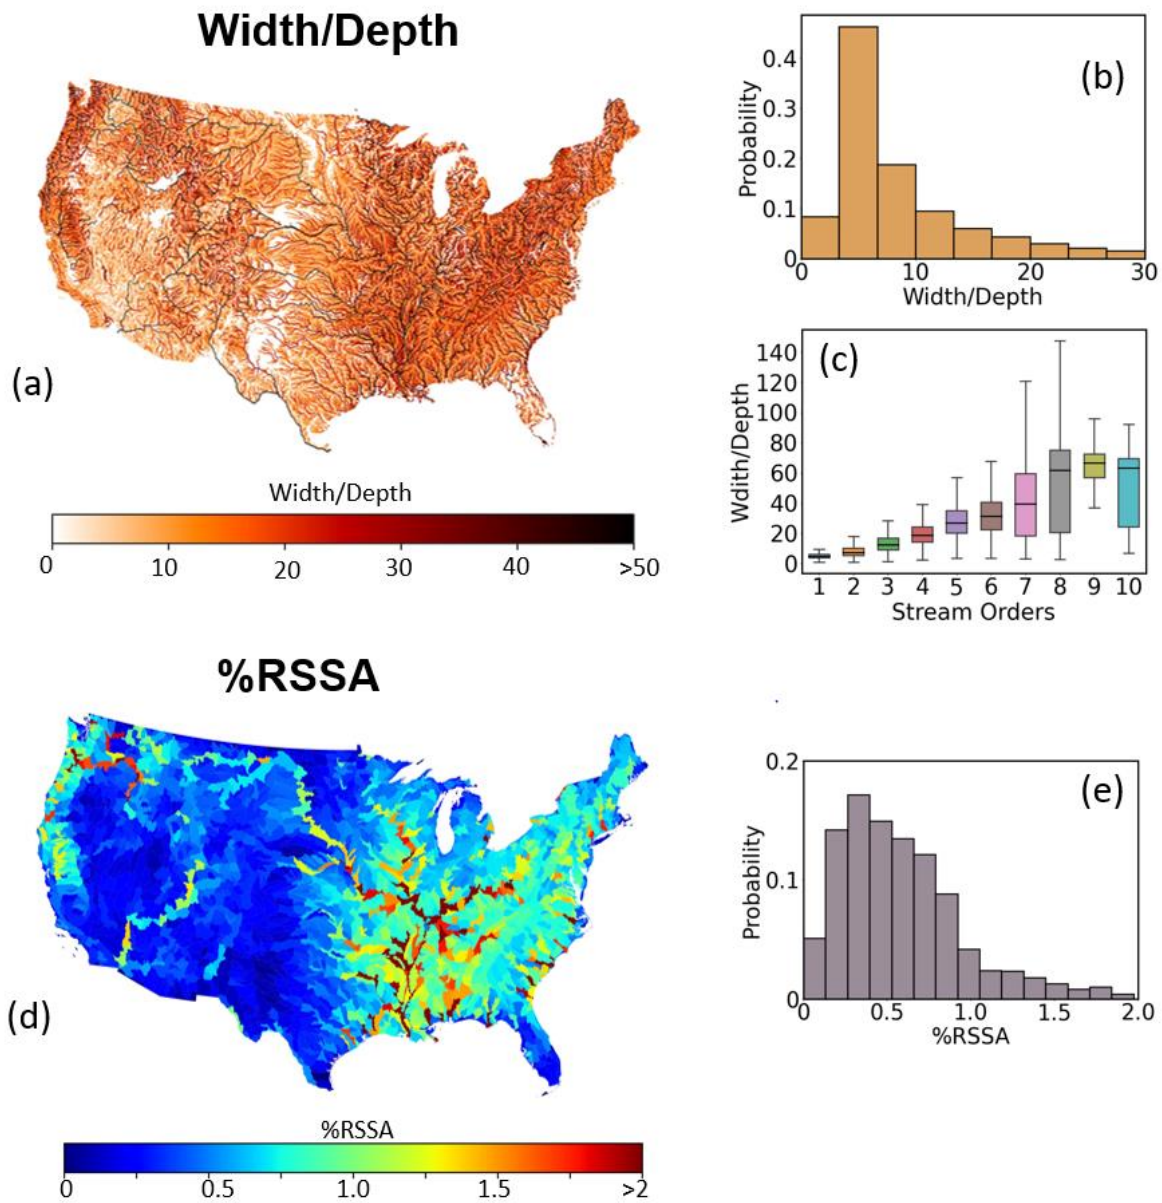 Width/Depth
(a)
Width/Depth
0 10 20 30 40 >50
(b)
Probability
0.4
0.3
0.2
0.1
0
0 10 20 30
Width/Depth
(c)
Wdith/Depth
140
120
100
80
60
40
20
0
1 2 3 4 5 6 7 8 9 10
Stream Orders
%RSSA
(d)
%RSSA
0 0.5 1.0 1.5 >2
(e)
Probability
0.2
0.1
0
0 0.5 1.0 1.5 2.0
%RSSA